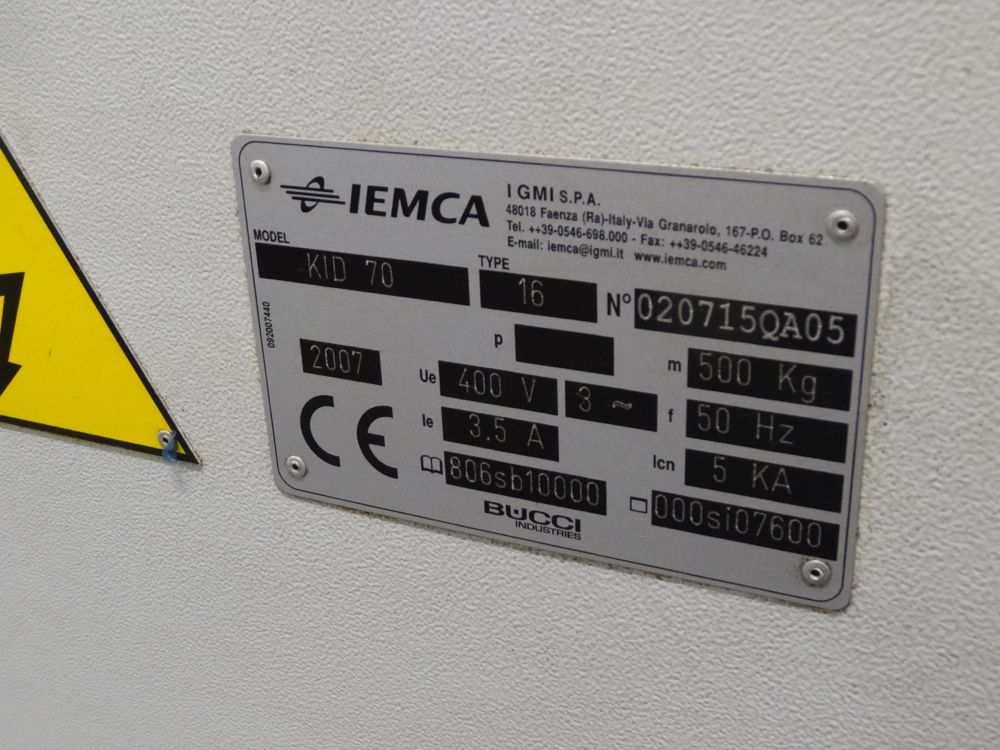 IEMCA
I GMI S.P.A.
48018 Faenza (Ra)-Italy-Via Granarolo, 167-P.O. Box 62
Tel. ++39-0546-698.000 - Fax: ++39-0546-46224
E-mail: iemca@igmi.it www.iemca.com
MODEL KID 70 TYPE 16 N° 020715QA05
092007440
p
m 500 Kg
2007 Ue 400 V 3 ~ f 50 Hz
CE Ie 3.5 A Icn 5 KA
806sb10000 000si07600
BUCCI
INDUSTRIES